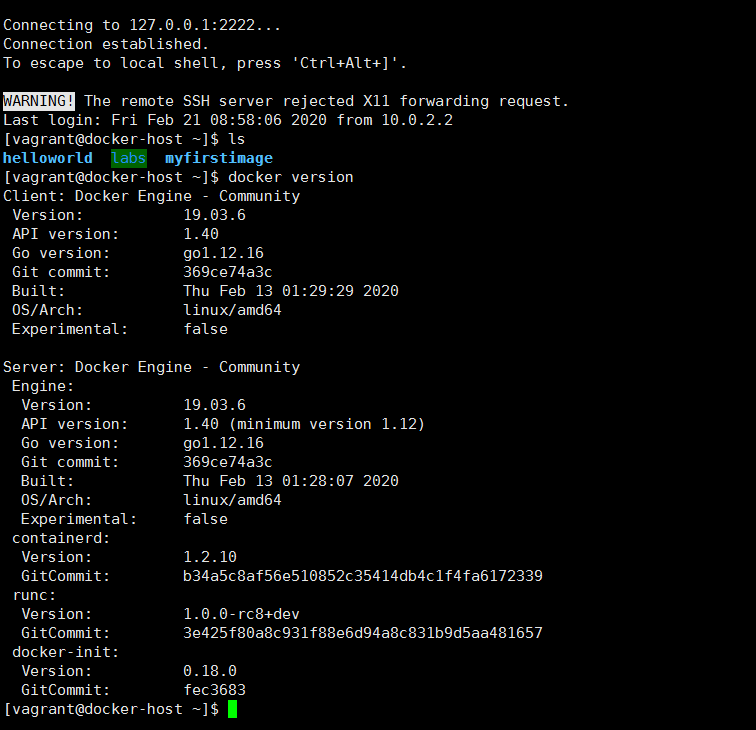 Connecting to 127.0.0.1:2222...
Connection established.
To escape to local shell, press 'Ctrl+Alt+]'.
WARNING! The remote SSH server rejected X11 forwarding request.
Last login: Fri Feb 21 08:58:06 2020 from 10.0.2.2
[vagrant@docker-host ~]$ ls
helloworld  labs  myfirstimage
[vagrant@docker-host ~]$ docker version
Client: Docker Engine - Community
 Version:           19.03.6
 API version:       1.40
 Go version:        go1.12.16
 Git commit:        369ce74a3c
 Built:             Thu Feb 13 01:29:29 2020
 OS/Arch:           linux/amd64
 Experimental:      false
Server: Docker Engine - Community
 Engine:
  Version:          19.03.6
  API version:      1.40 (minimum version 1.12)
  Go version:       go1.12.16
  Git commit:       369ce74a3c
  Built:            Thu Feb 13 01:28:07 2020
  OS/Arch:          linux/amd64
  Experimental:     false
 containerd:
  Version:          1.2.10
  GitCommit:        b34a5c8af56e510852c35414db4c1f4fa6172339
 runc:
  Version:          1.0.0-rc8+dev
  GitCommit:        3e425f80a8c931f88e6d94a8c831b9d5aa481657
 docker-init:
  Version:          0.18.0
  GitCommit:        fec3683
[vagrant@docker-host ~]$